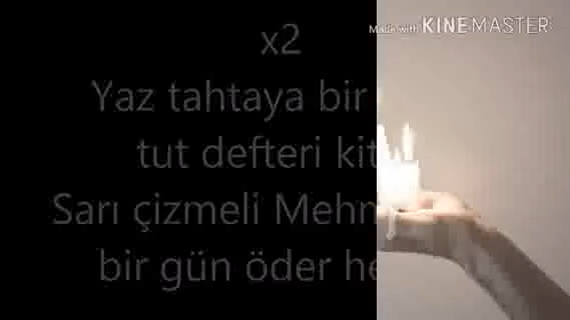 Made with KINEMASTER
x2
Yaz tahtaya bir
tut defteri kit
Sarı çizmeli Mehm
bir gün öder he